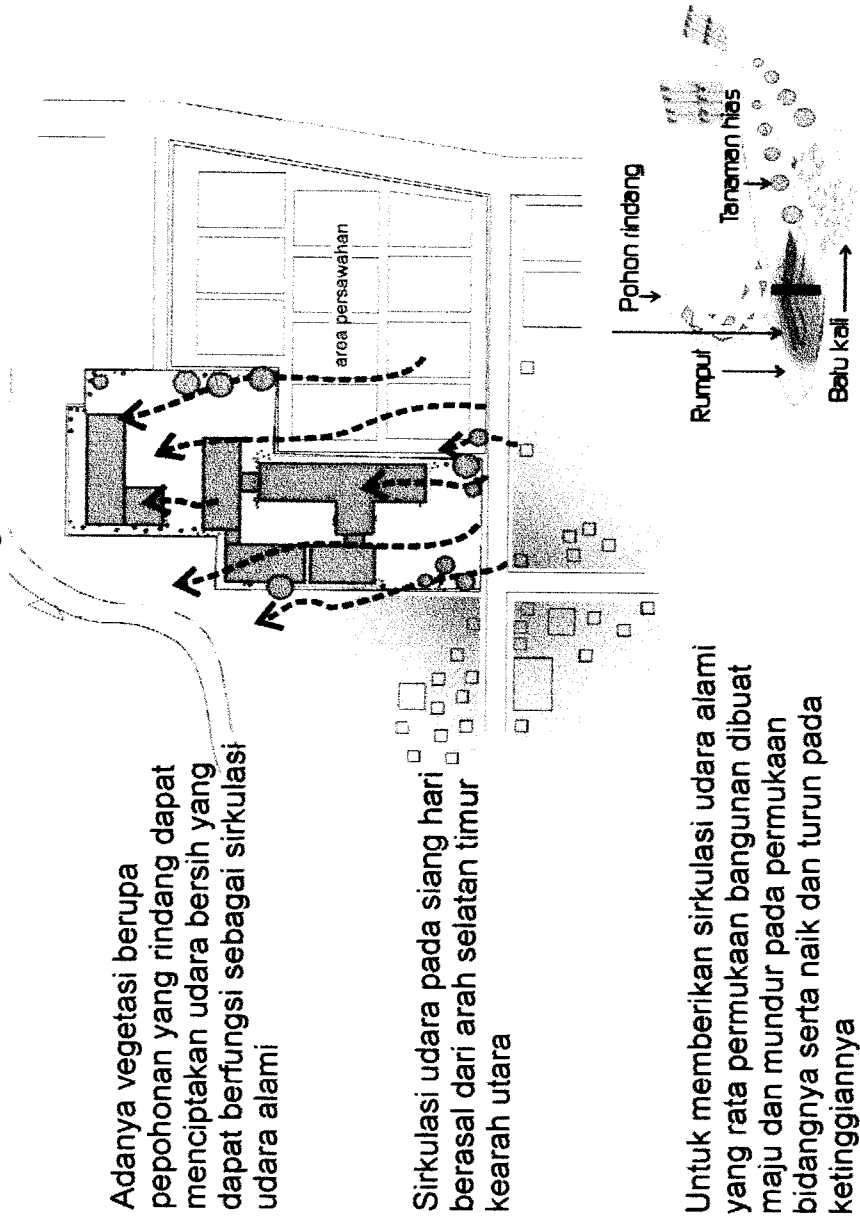 Adanya vegetasi berupa
pepohonan yang rindang dapat
menciptakan udara bersih yang
dapat berfungsi sebagai sirkulasi
udara alami
Sirkulasi udara pada siang hari
berasal dari arah selatan timur
kearah utara
Untuk memberikan sirkulasi udara alami
yang rata permukaan bangunan dibuat
maju dan mundur pada permukaan
bidangnya serta naik dan turun pada
ketinggiannya
aroa persawahan
Rumput
Pohon rindang
Tanaman hias
Batu kali